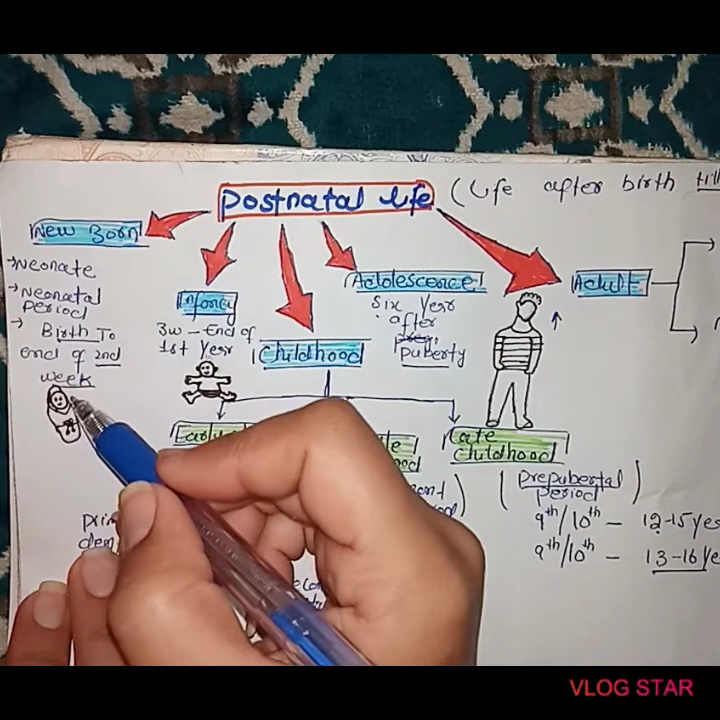 Postnatal life (Life after birth till
New Born
→Neonate
→Neonatal
Period
→ Birth To
end of 2nd
week
Infancy
3w - End of
1st Year
Childhood
Adolescence
Six Year
after
puberty
Adult
Late
Childhood
(Prepubertal
Period)
9th/10th - 12-15 ye
9th/10th - 13-16 ye
VLOG STAR